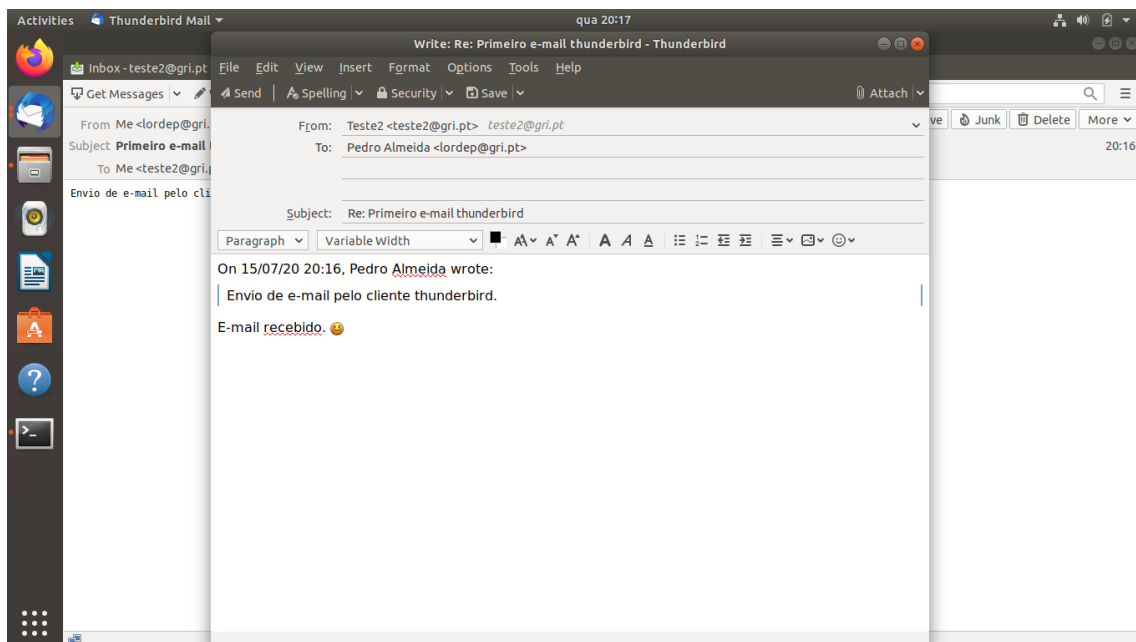 Activities Thunderbird Mail qua 20:17
Write: Re: Primeiro e-mail thunderbird - Thunderbird
Inbox - teste2@gri.pt
File Edit View Insert Format Options Tools Help
Get Messages
Send Spelling Security Save Attach
From Me <lordep@gri.
Subject Primeiro e-mail
To Me <teste2@gri.
Envio de e-mail pelo cli
From: Teste2 <teste2@gri.pt> teste2@gri.pt
To: Pedro Almeida <lordep@gri.pt>
Subject: Re: Primeiro e-mail thunderbird
Junk Delete More
20:16
Paragraph Variable Width
On 15/07/20 20:16, Pedro Almeida wrote:
Envio de e-mail pelo cliente thunderbird.
E-mail recebido. 😃